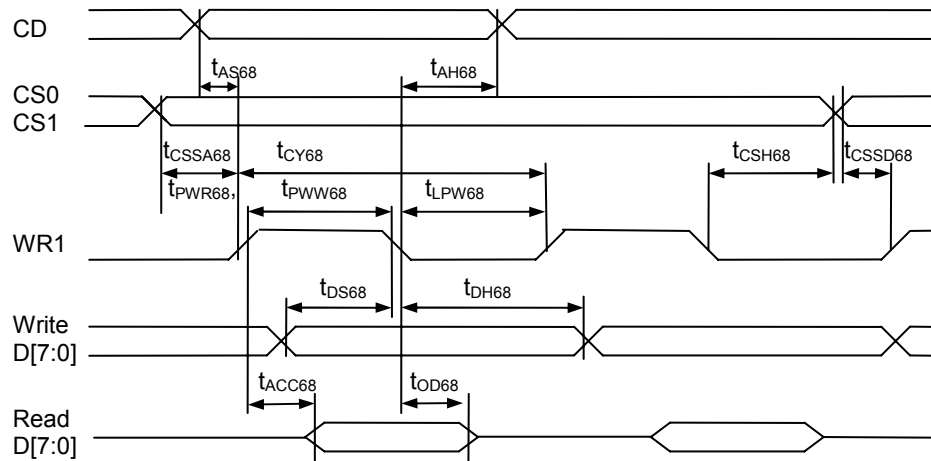 CD
tAS68 tAH68
CS0
CS1
tCSSA68 tCY68 tCSH68 tCSSD68
tPWR68, tPWW68 tLPW68
WR1
tDS68 tDH68
Write
D[7:0]
tACC68 tOD68
Read
D[7:0]